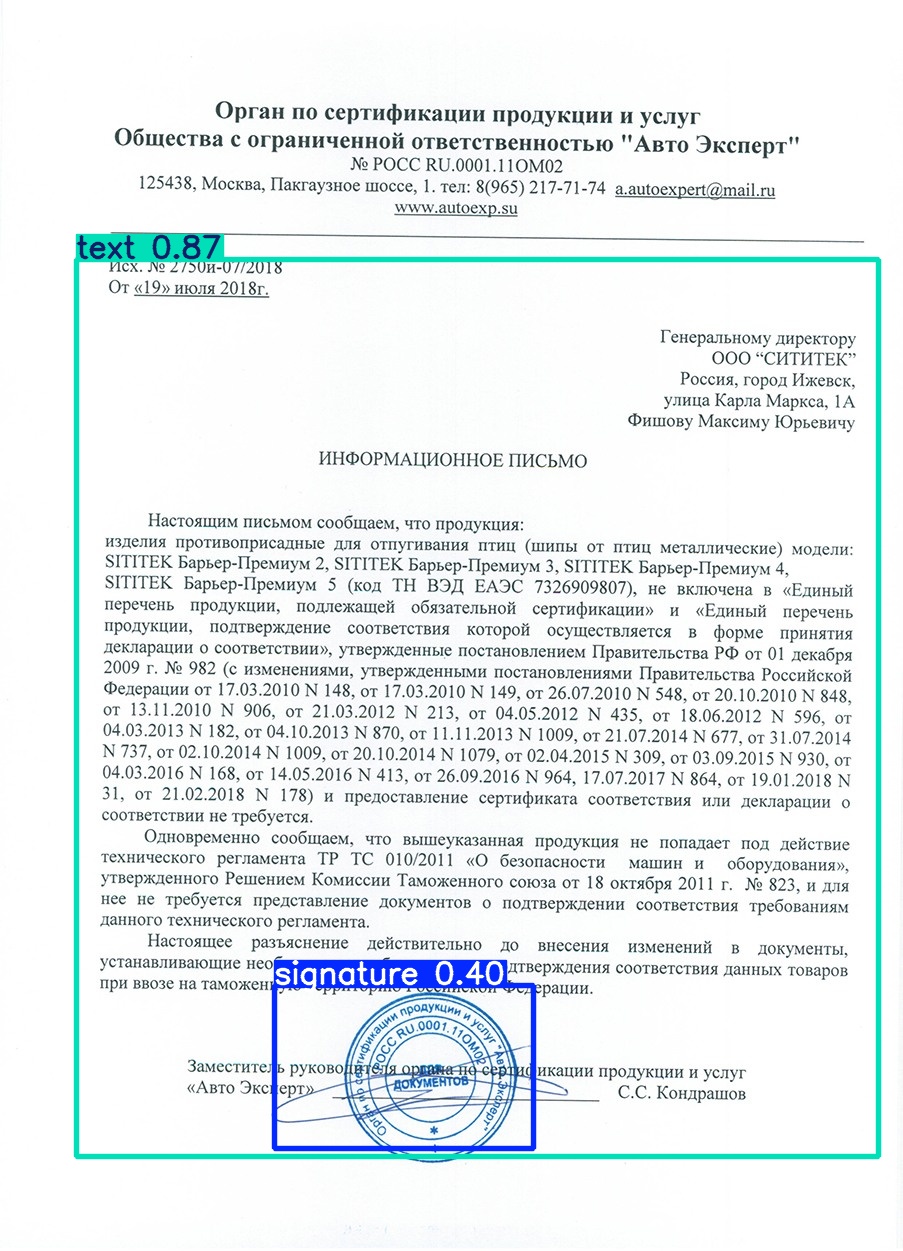 Орган по сертификации продукции и услуг
Общества с ограниченной ответственностью "Авто Эксперт"
№ РОСС RU.0001.11ОМ02
125438, Москва, Пакгаузное шоссе, 1. тел: 8(965) 217-71-74 a.autoexpert@mail.ru
www.autoexp.su
text 0.87
Исх. № 2750и-07/2018
От «19» июля 2018г.
Генеральному директору
ООО “СИТИТЕК”
Россия, город Ижевск,
улица Карла Маркса, 1А
Фишову Максиму Юрьевичу
ИНФОРМАЦИОННОЕ ПИСЬМО
Настоящим письмом сообщаем, что продукция:
изделия противоприсадные для отпугивания птиц (шипы от птиц металлические) модели:
SITITEK Барьер-Премиум 2, SITITEK Барьер-Премиум 3, SITITEK Барьер-Премиум 4,
SITITEK Барьер-Премиум 5 (код ТН ВЭД ЕАЭС 7326909807), не включена в «Единый
перечень продукции, подлежащей обязательной сертификации» и «Единый перечень
продукции, подтверждение соответствия которой осуществляется в форме принятия
декларации о соответствии», утвержденные постановлением Правительства РФ от 01 декабря
2009 г. № 982 (с изменениями, утвержденными постановлениями Правительства Российской
Федерации от 17.03.2010 N 148, от 17.03.2010 N 149, от 26.07.2010 N 548, от 20.10.2010 N 848,
от 13.11.2010 N 906, от 21.03.2012 N 213, от 04.05.2012 N 435, от 18.06.2012 N 596, от
04.03.2013 N 182, от 04.10.2013 N 870, от 11.11.2013 N 1009, от 21.07.2014 N 677, от 31.07.2014
N 737, от 02.10.2014 N 1009, от 20.10.2014 N 1079, от 02.04.2015 N 309, от 03.09.2015 N 930, от
04.03.2016 N 168, от 14.05.2016 N 413, от 26.09.2016 N 964, 17.07.2017 N 864, от 19.01.2018 N
31, от 21.02.2018 N 178) и предоставление сертификата соответствия или декларации о
соответствии не требуется.
Одновременно сообщаем, что вышеуказанная продукция не попадает под действие
технического регламента ТР ТС 010/2011 «О безопасности машин и оборудования»,
утвержденного Решением Комиссии Таможенного союза от 18 октября 2011 г. № 823, и для
нее не требуется представление документов о подтверждении соответствия требованиям
данного технического регламента.
Настоящее разъяснение действительно до внесения изменений в документы,
устанавливающие соответствия данных товаров
signature 0.40
при ввозе на таможенную территорию Российской Федерации.
Орган по сертификации продукции и услуг "Авто Эксперт"
РОСС RU.0001.11ОМ02
ДЛЯ
ДОКУМЕНТОВ
Заместитель руководителя органа по сертификации продукции и услуг
«Авто Эксперт» С.С. Кондрашов